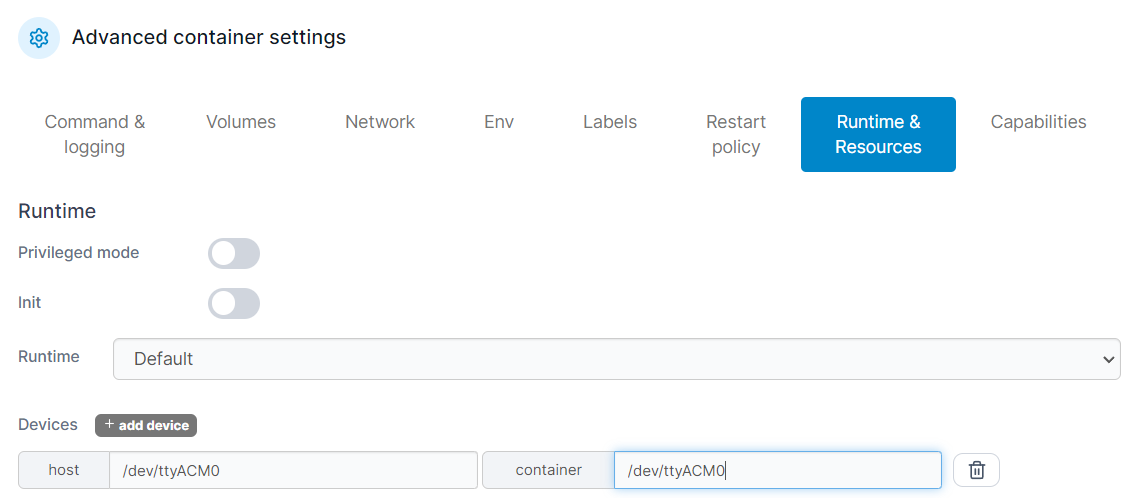 Advanced container settings
Command & logging
Volumes
Network
Env
Labels
Restart policy
Runtime & Resources
Capabilities
Runtime
Privileged mode
Init
Runtime Default
Devices + add device
host /dev/ttyACM0 container /dev/ttyACM0